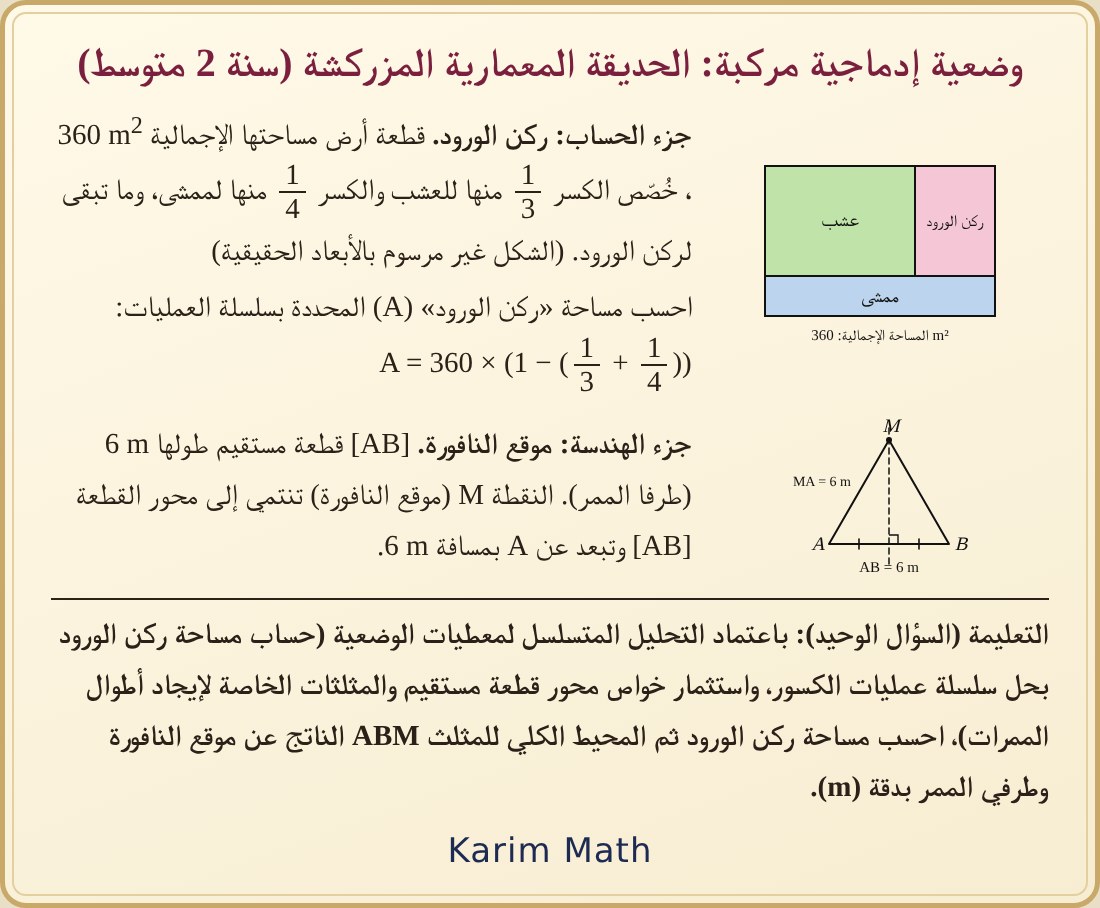 وضعية إدماجية مركبة: الحديقة المعمارية المزركشة (سنة 2 متوسط)
جزء الحساب: ركن الورود. قطعة أرض مساحتها الإجمالية 360 m²
، خُصّص الكسر 1/3 منها للعشب والكسر 1/4 منها لممشى، وما تبقى
لركن الورود. (الشكل غير مرسوم بالأبعاد الحقيقية)
احسب مساحة «ركن الورود» (A) المحددة بسلسلة العمليات:
A = 360 × (1 − (1/3 + 1/4))
ركن الورود
عشب
ممشى
المساحة الإجمالية: 360 m²
جزء الهندسة: موقع النافورة. [AB] قطعة مستقيم طولها 6 m
(طرفا الممر). النقطة M (موقع النافورة) تنتمي إلى محور القطعة
[AB] وتبعد عن A بمسافة 6 m.
M
MA = 6 m
A
B
AB = 6 m
التعليمة (السؤال الوحيد): باعتماد التحليل المتسلسل لمعطيات الوضعية (حساب مساحة ركن الورود
بحل سلسلة عمليات الكسور، واستثمار خواص محور قطعة مستقيم والمثلثات الخاصة لإيجاد أطوال
الممرات)، احسب مساحة ركن الورود ثم المحيط الكلي للمثلث ABM الناتج عن موقع النافورة
وطرفي الممر بدقة (m).
Karim Math